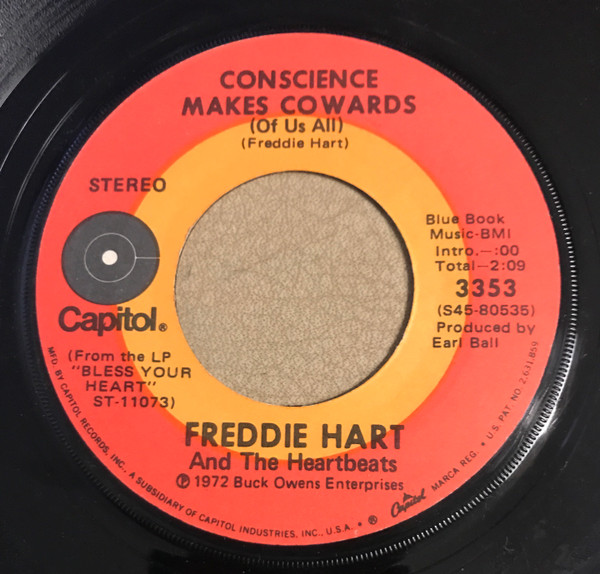 CONSCIENCE
MAKES COWARDS
(Of Us All)
(Freddie Hart)
STEREO
Capitol®
(From the LP
"BLESS YOUR
HEART"
ST-11073)
Blue Book
Music-BMI
Intro.—:00
Total—2:09
3353
(S45-80535)
Produced by
Earl Ball
FREDDIE HART
And The Heartbeats
℗ 1972 Buck Owens Enterprises
MFD. BY CAPITOL RECORDS, INC., A SUBSIDIARY OF CAPITOL INDUSTRIES, INC., U.S.A. • ® Capitol MARCA REG. • U.S. PAT. NO. 2,631,859